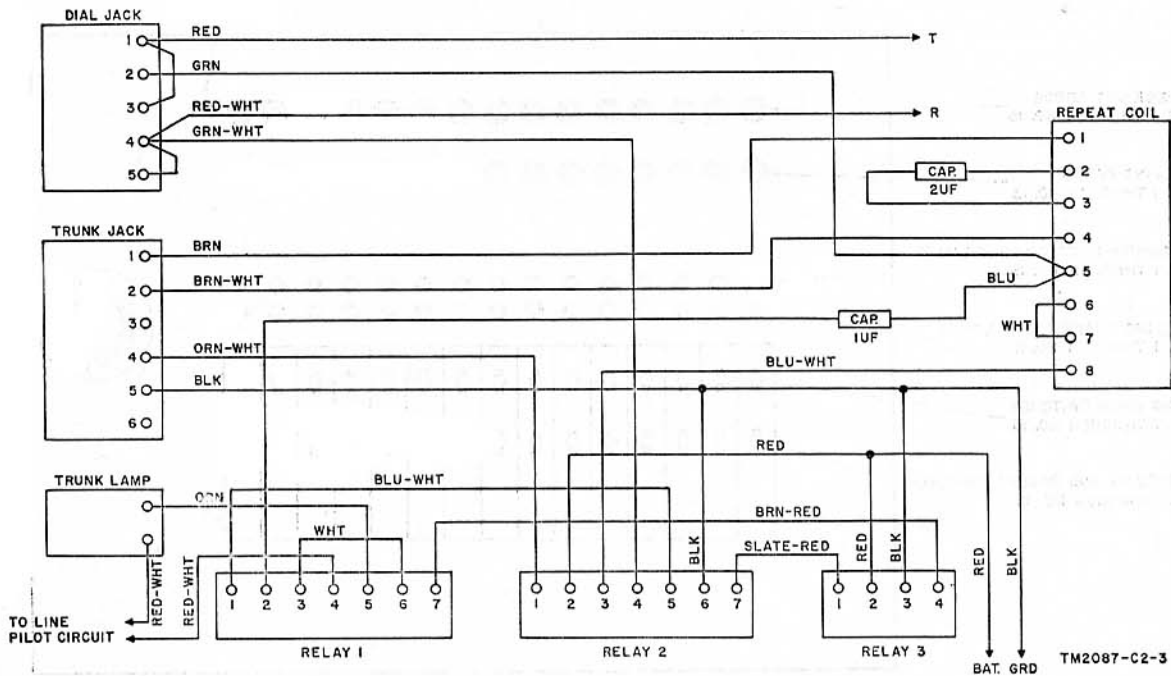 DIAL JACK
1
RED
T
2
GRN
3
RED-WHT
R
4
GRN-WHT
5
REPEAT COIL
1
CAP.
2UF
2
3
4
5
BLU
6
WHT
7
8
BLU-WHT
TRUNK JACK
1
BRN
2
BRN-WHT
3
CAP.
1UF
4
ORN-WHT
5
BLK
6
TRUNK LAMP
ORN
BLU-WHT
RED
BRN-RED
WHT
SLATE-RED
RED-WHT
RED-WHT
BLK
RED
BLK
RED
BLK
1 2 3 4 5 6 7
RELAY 1
1 2 3 4 5 6 7
RELAY 2
1 2 3 4
RELAY 3
TO LINE
PILOT CIRCUIT
BAT. GRD
TM2087-C2-3